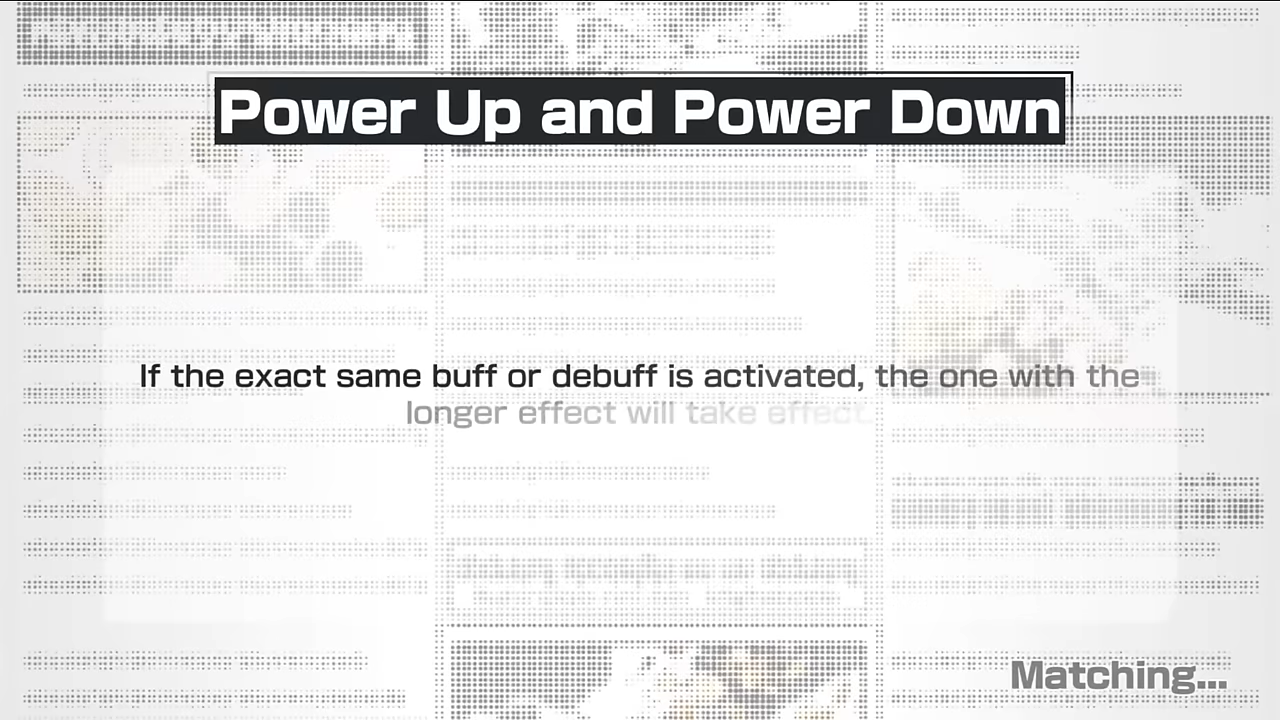 Power Up and Power Down
If the exact same buff or debuff is activated, the one with the
longer effect will take effect.
Matching...